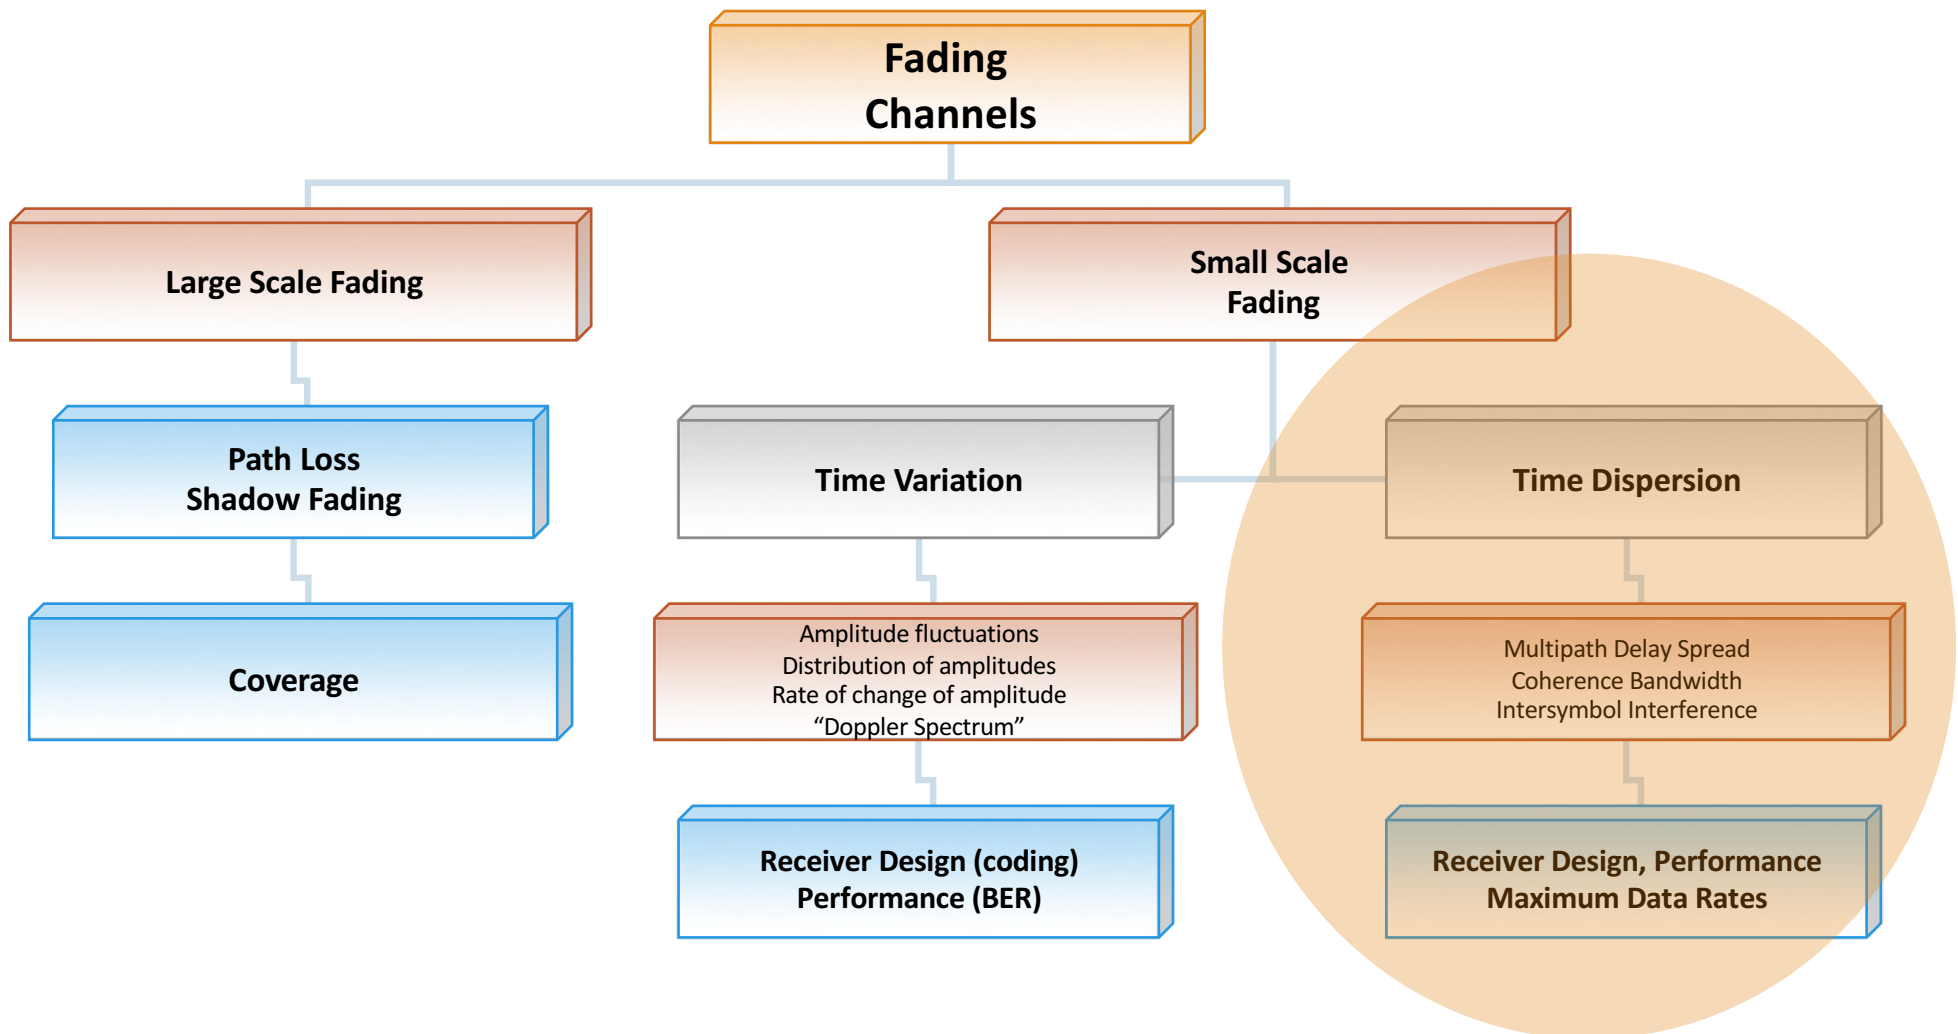 Fading
Channels
Large Scale Fading
Small Scale
Fading
Path Loss
Shadow Fading
Time Variation
Time Dispersion
Coverage
Amplitude fluctuations
Distribution of amplitudes
Rate of change of amplitude
“Doppler Spectrum”
Multipath Delay Spread
Coherence Bandwidth
Intersymbol Interference
Receiver Design (coding)
Performance (BER)
Receiver Design, Performance
Maximum Data Rates